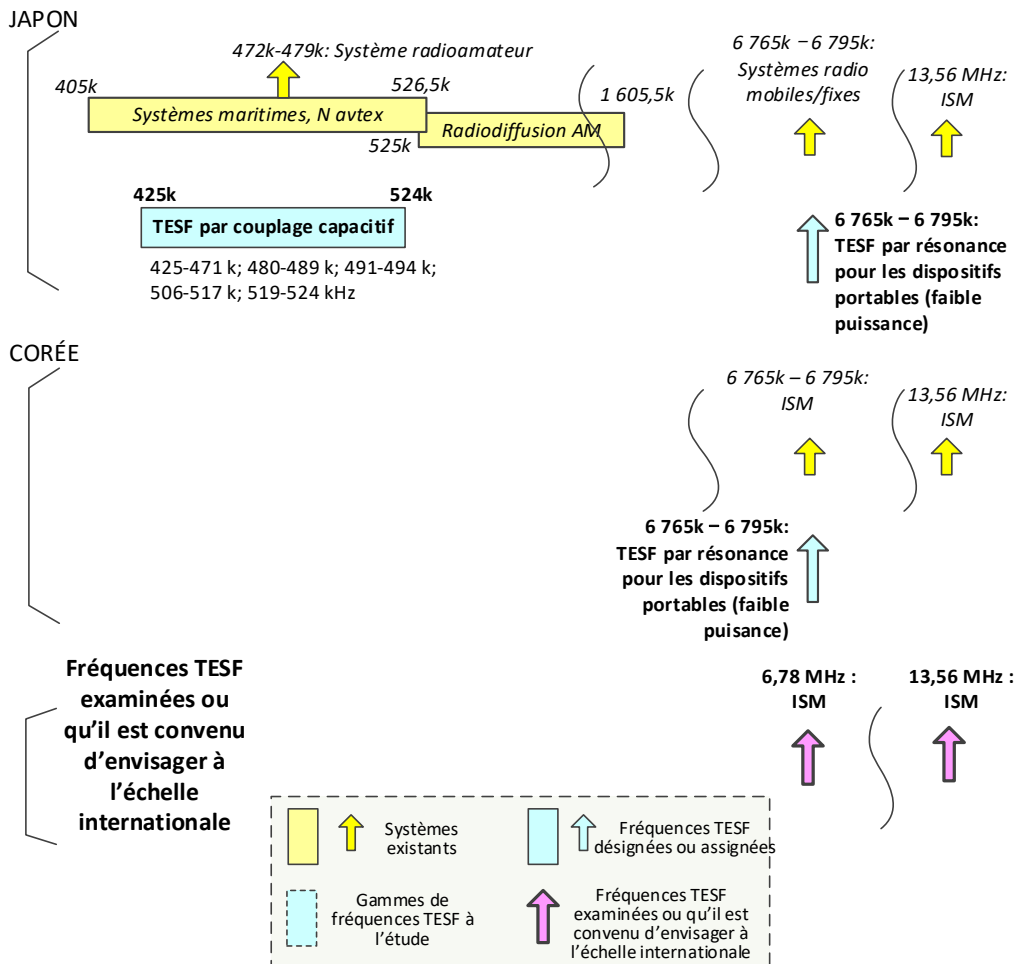 JAPON
472k-479k: Système radioamateur
405k
526,5k
Systèmes maritimes, N avtex
525k
Radiodiffusion AM
1 605,5k
6 765k – 6 795k:
Systèmes radio
mobiles/fixes
13,56 MHz:
ISM
425k
524k
TESF par couplage capacitif
425-471 k; 480-489 k; 491-494 k;
506-517 k; 519-524 kHz
6 765k – 6 795k:
TESF par résonance
pour les dispositifs
portables (faible
puissance)
CORÉE
6 765k – 6 795k:
ISM
13,56 MHz:
ISM
6 765k – 6 795k:
TESF par résonance
pour les dispositifs
portables (faible
puisance)
Fréquences TESF
examinées ou
qu'il est convenu
d'envisager à
l'échelle
internationale
6,78 MHz :
ISM
13,56 MHz :
ISM
Systèmes
existants
Fréquences TESF
désignées ou assignées
Gammes de
fréquences TESF à
l'étude
Fréquences TESF
examinées ou qu'il est
convenu d'envisager à
l'échelle internationale